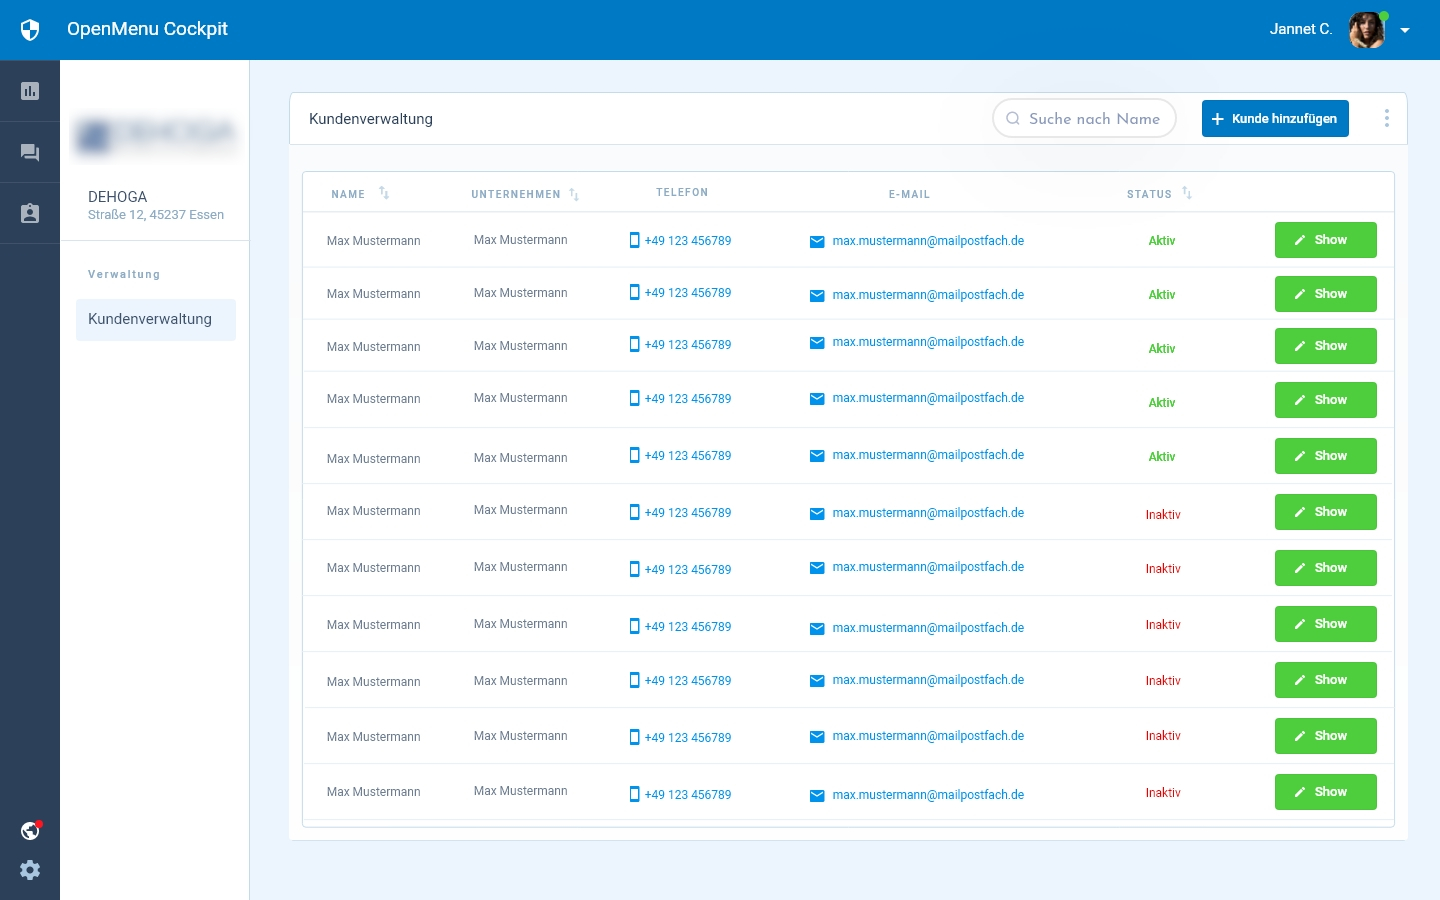 OpenMenu Cockpit
Jannet C.
DEHOGA
DEHOGA
Straße 12, 45237 Essen
Verwaltung
Kundenverwaltung
Kundenverwaltung
Suche nach Name
Kunde hinzufügen
NAME UNTERNEHMEN TELEFON E-MAIL STATUS
Max Mustermann Max Mustermann +49 123 456789 max.mustermann@mailpostfach.de Aktiv Show
Max Mustermann Max Mustermann +49 123 456789 max.mustermann@mailpostfach.de Aktiv Show
Max Mustermann Max Mustermann +49 123 456789 max.mustermann@mailpostfach.de Aktiv Show
Max Mustermann Max Mustermann +49 123 456789 max.mustermann@mailpostfach.de Aktiv Show
Max Mustermann Max Mustermann +49 123 456789 max.mustermann@mailpostfach.de Aktiv Show
Max Mustermann Max Mustermann +49 123 456789 max.mustermann@mailpostfach.de Inaktiv Show
Max Mustermann Max Mustermann +49 123 456789 max.mustermann@mailpostfach.de Inaktiv Show
Max Mustermann Max Mustermann +49 123 456789 max.mustermann@mailpostfach.de Inaktiv Show
Max Mustermann Max Mustermann +49 123 456789 max.mustermann@mailpostfach.de Inaktiv Show
Max Mustermann Max Mustermann +49 123 456789 max.mustermann@mailpostfach.de Inaktiv Show
Max Mustermann Max Mustermann +49 123 456789 max.mustermann@mailpostfach.de Inaktiv Show